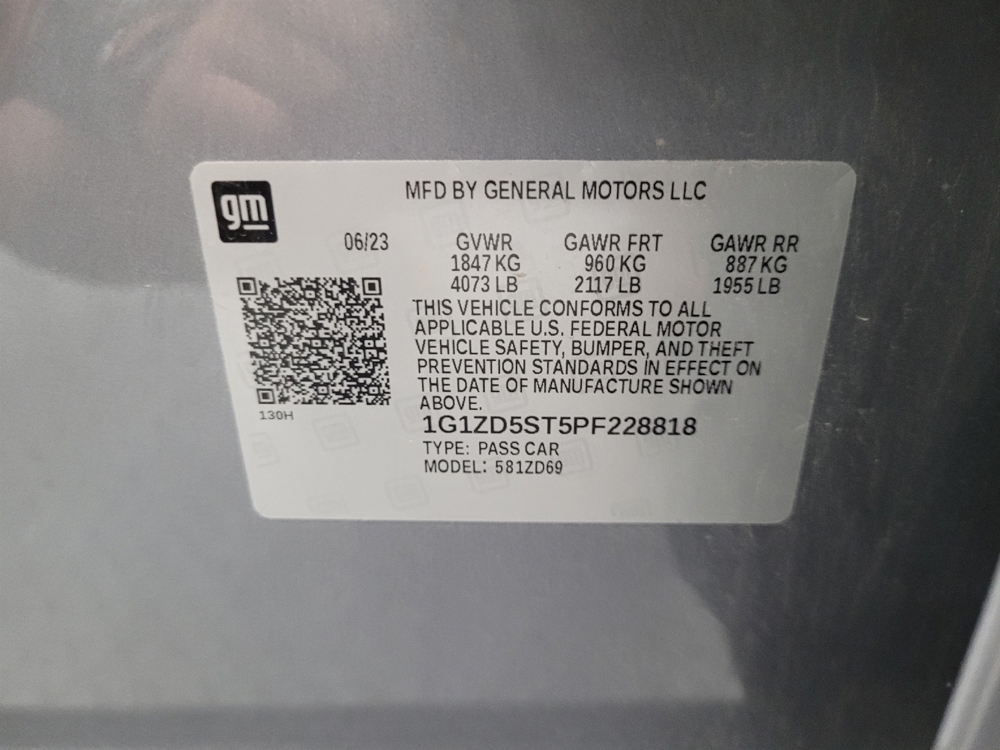 gm
MFD BY GENERAL MOTORS LLC
06/23 GVWR GAWR FRT GAWR RR
1847 KG 960 KG 887 KG
4073 LB 2117 LB 1955 LB
THIS VEHICLE CONFORMS TO ALL
APPLICABLE U.S. FEDERAL MOTOR
VEHICLE SAFETY, BUMPER, AND THEFT
PREVENTION STANDARDS IN EFFECT ON
THE DATE OF MANUFACTURE SHOWN
ABOVE.
130H
1G1ZD5ST5PF228818
TYPE: PASS CAR
MODEL: 581ZD69